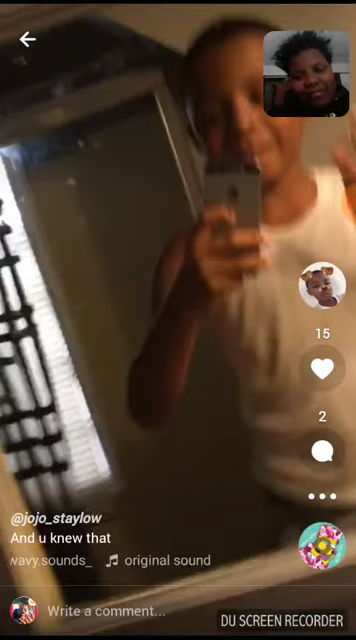 15
2
@jojo_staylow
And u knew that
wavy.sounds_ original sound
Write a comment...
DU SCREEN RECORDER